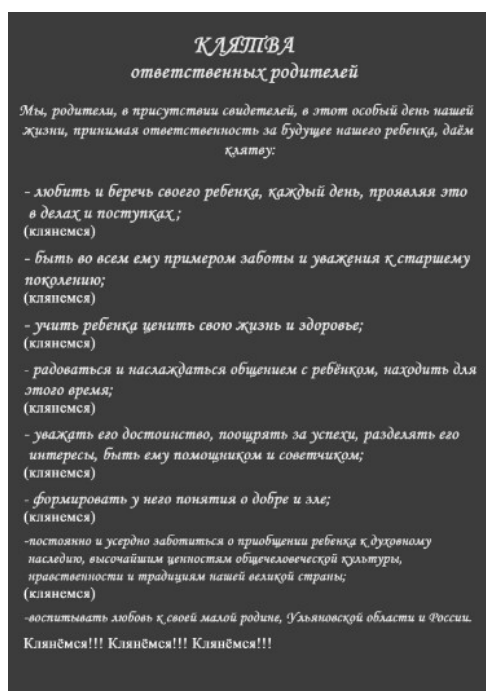 КЛЯТВА
ответственных родителей
Мы, родители, в присутствии свидетелей, в этот особый день нашей
жизни, принимая ответственность за будущее нашего ребенка, даём
клятву:
- любить и беречь своего ребенка, каждый день, проявляя это
в делах и поступках ;
(клянемся)
- быть во всем ему примером заботы и уважения к старшему
поколению;
(клянемся)
- учить ребенка ценить свою жизнь и здоровье;
(клянемся)
- радоваться и наслаждаться общением с ребёнком, находить для
этого время;
(клянемся)
- уважать его достоинство, поощрять за успехи, разделять его
интересы, быть ему помощником и советчиком;
(клянемся)
- формировать у него понятия о добре и зле;
(клянемся)
-постоянно и усердно заботиться о приобщении ребенка к духовному
наследию, высочайшим ценностям общечеловеческой культуры,
нравственности и традициям нашей великой страны;
(клянемся)
-воспитывать любовь к своей малой родине, Ульяновской области и России.
Клянёмся!!! Клянёмся!!! Клянёмся!!!